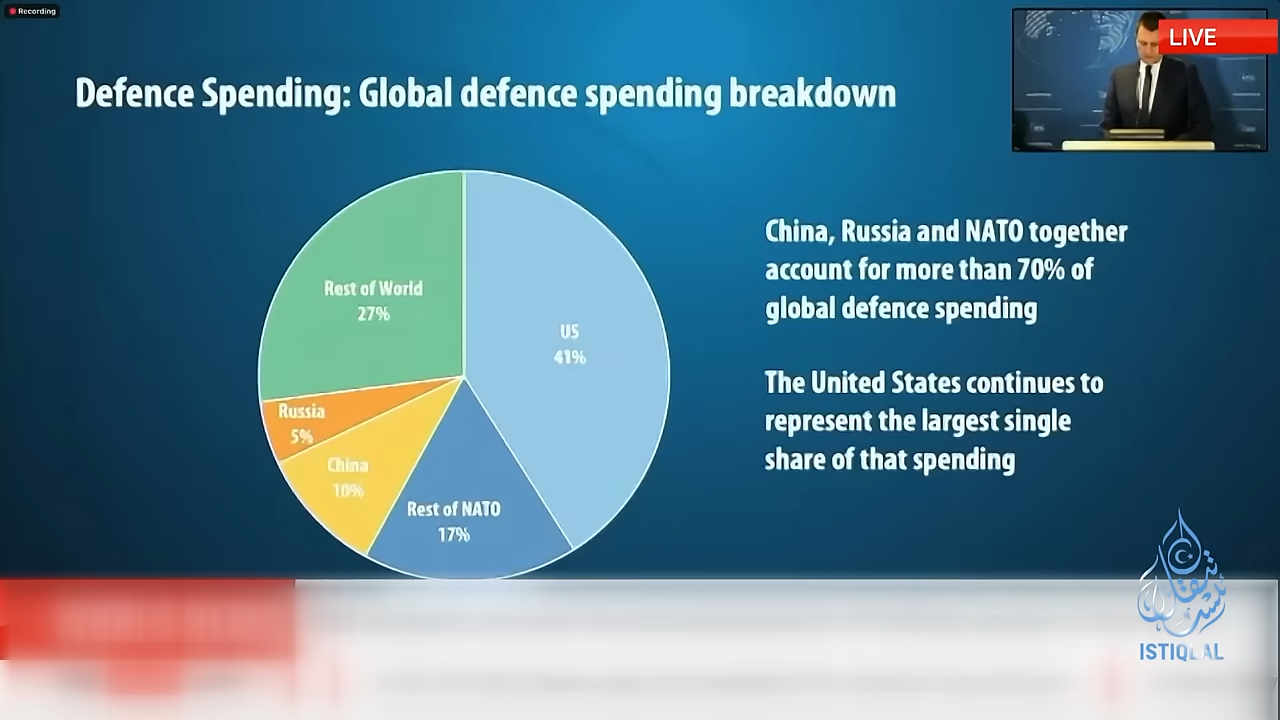 Recording
LIVE
Defence Spending: Global defence spending breakdown
Rest of World
27%
US
41%
Russia
5%
China
10%
Rest of NATO
17%
China, Russia and NATO together
account for more than 70% of
global defence spending
The United States continues to
represent the largest single
share of that spending
ISTIQLAL